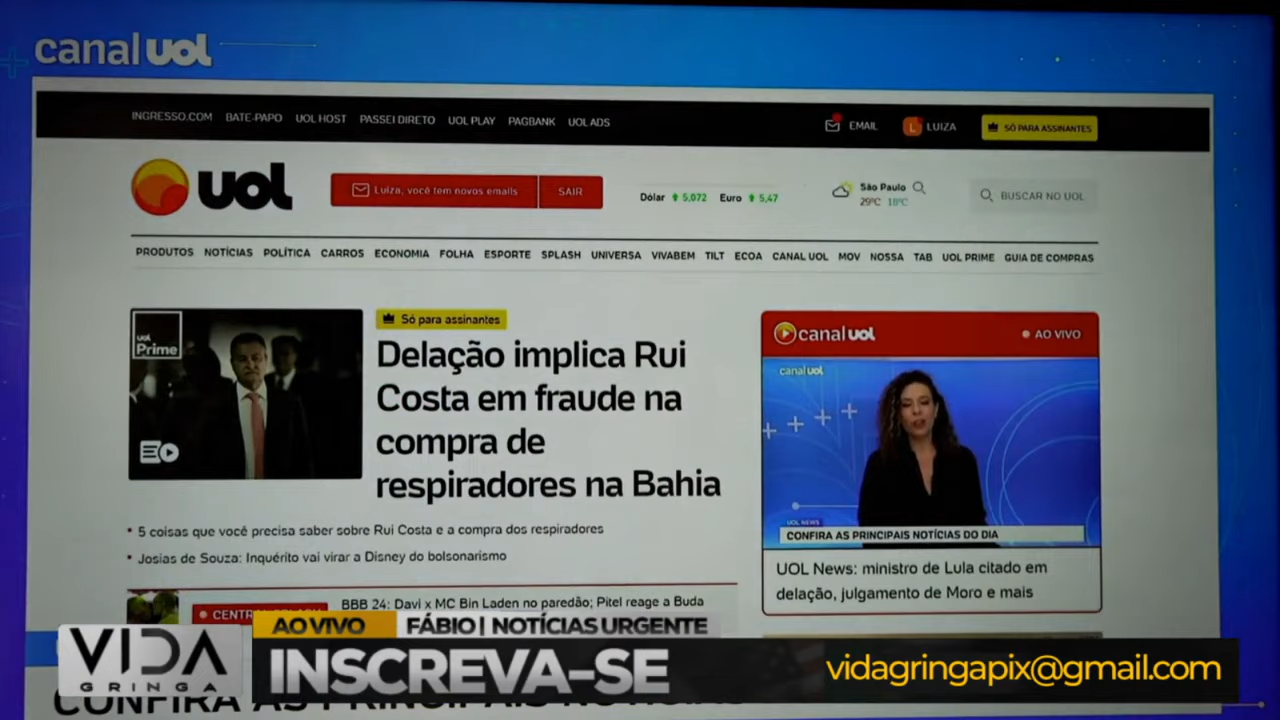 canal UOL
INGRESSO.COM BATE-PAPO UOL HOST PASSEI DIRETO UOL PLAY PAGBANK UOL ADS
EMAIL L LUIZA SÓ PARA ASSINANTES
UOL
Luiza, você tem novos emails SAIR
Dólar 5,072 Euro 5,47
São Paulo
29ºC 18ºC
BUSCAR NO UOL
PRODUTOS NOTÍCIAS POLÍTICA CARROS ECONOMIA FOLHA ESPORTE SPLASH UNIVERSA VIVABEM TILT ECOA CANAL UOL MOV NOSSA TAB UOL PRIME GUIA DE COMPRAS
UOL
Prime
Só para assinantes
Delação implica Rui
Costa em fraude na
compra de
respiradores na Bahia
5 coisas que você precisa saber sobre Rui Costa e a compra dos respiradores
Josias de Souza: Inquérito vai virar a Disney do bolsonarismo
canal UOL AO VIVO
canal UOL
UOL NEWS
CONFIRA AS PRINCIPAIS NOTÍCIAS DO DIA
UOL News: ministro de Lula citado em
delação, julgamento de Moro e mais
BBB 24: Davi x MC Bin Laden no paredão; Pitel reage a Buda
AO VIVO FÁBIO | NOTÍCIAS URGENTE
VIDA
GRINGA
INSCREVA-SE
vidagringapix@gmail.com